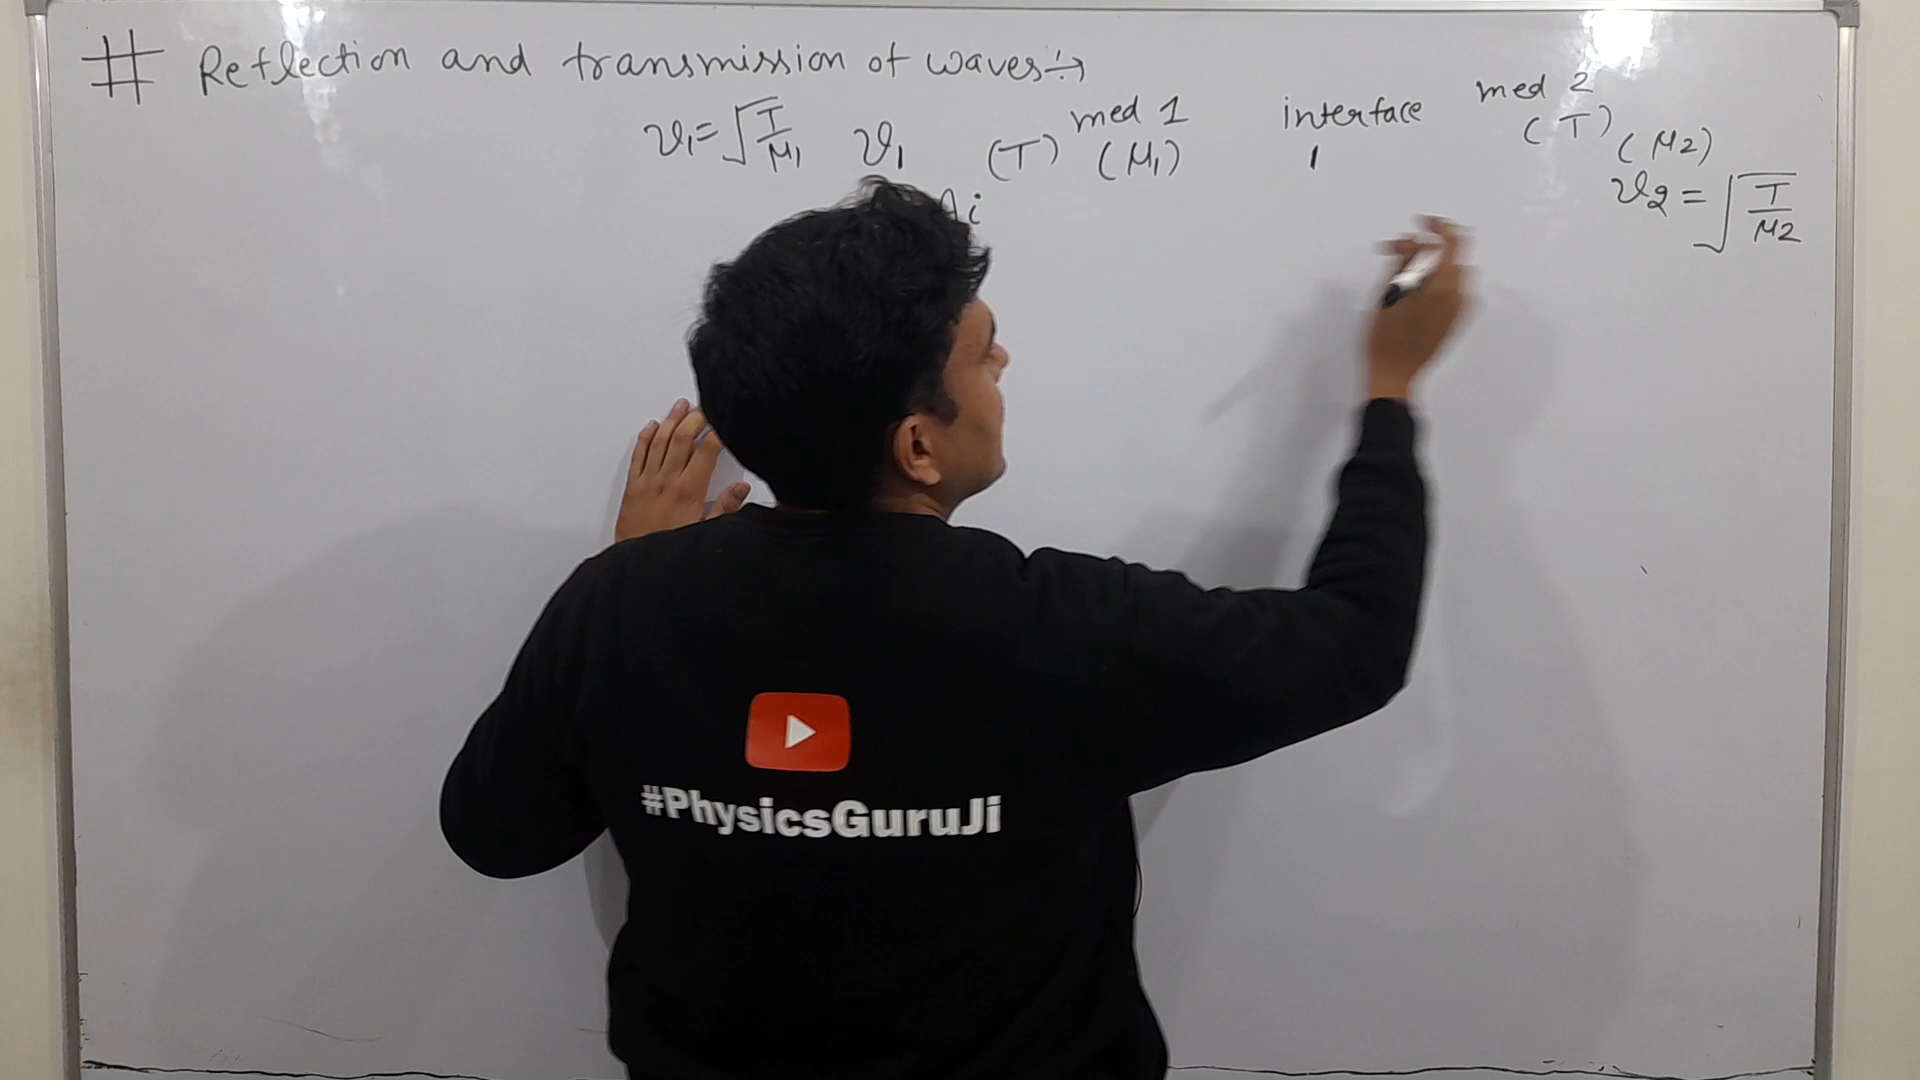 # Reflection and transmission of waves :→
v₁ = √(T/μ₁) v₁ (T) med 1 (μ₁) interface med 2 (T) (μ₂)
v₂ = √(T/μ₂)
#PhysicsGuruJi